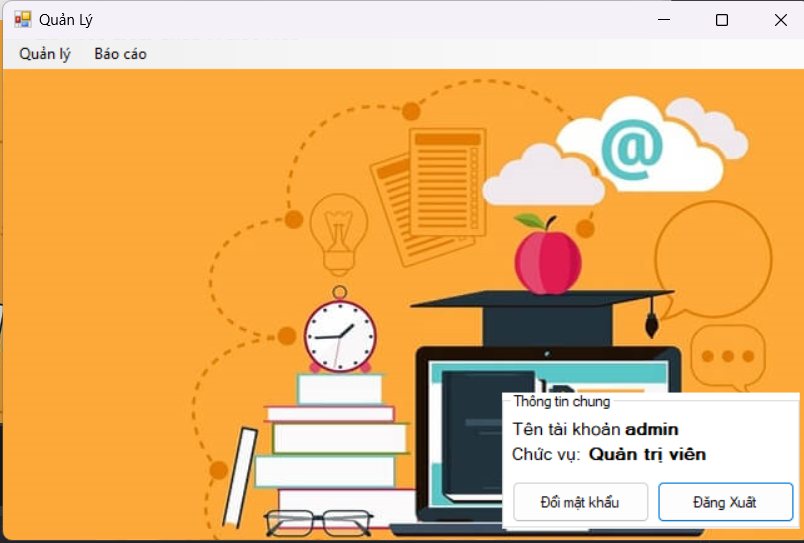 Quản Lý
Quản lý Báo cáo
@
Thông tin chung
Tên tài khoản admin
Chức vụ: Quản trị viên
Đổi mật khẩu Đăng Xuất